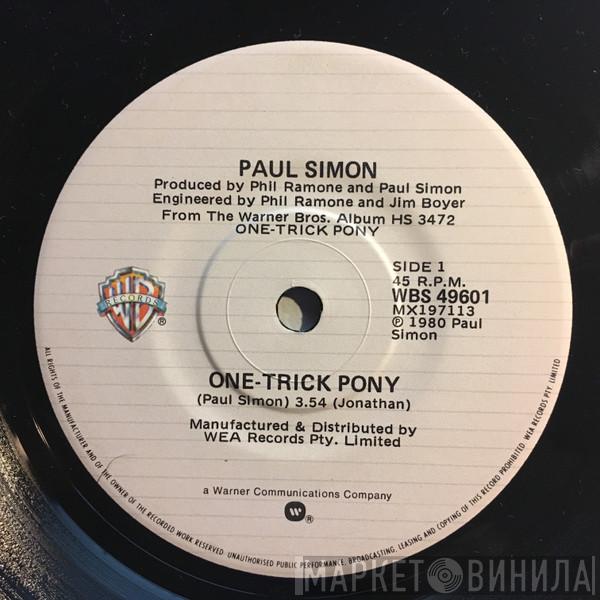 PAUL SIMON
Produced by Phil Ramone and Paul Simon
Engineered by Phil Ramone and Jim Boyer
From The Warner Bros. Album HS 3472
ONE-TRICK PONY
SIDE 1
45 R.P.M.
WBS 49601
MX197113
℗ 1980 Paul
Simon
WB
RECORDS
®
ONE-TRICK PONY
(Paul Simon) 3.54 (Jonathan)
Manufactured & Distributed by
WEA Records Pty. Limited
a Warner Communications Company
®
ALL RIGHTS OF THE MANUFACTURER AND OF THE OWNER OF THE RECORDED WORK RESERVED. UNAUTHORISED PUBLIC PERFORMANCE, BROADCASTING, LEASING AND COPYING OF THIS RECORD PROHIBITED. WEA RECORDS PTY LIMITED
МАРКЕТ ВИНИЛА